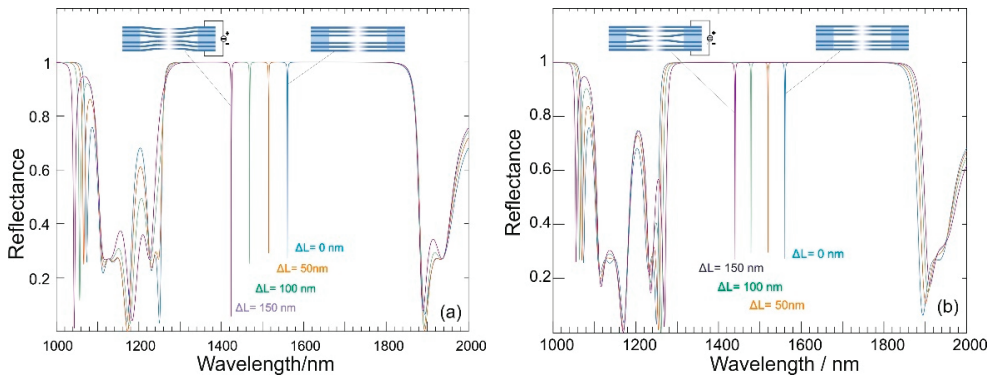 1
0.8
0.6
0.4
0.2
Reflectance
1000 1200 1400 1600 1800 2000
Wavelength/nm
+
-
ΔL= 0 nm
ΔL= 50nm
ΔL= 100 nm
ΔL= 150 nm
(a)
1
0.8
0.6
0.4
0.2
Reflectance
1000 1200 1400 1600 1800 2000
Wavelength / nm
+
-
ΔL= 0 nm
ΔL= 150 nm
ΔL= 100 nm
ΔL= 50nm
(b)